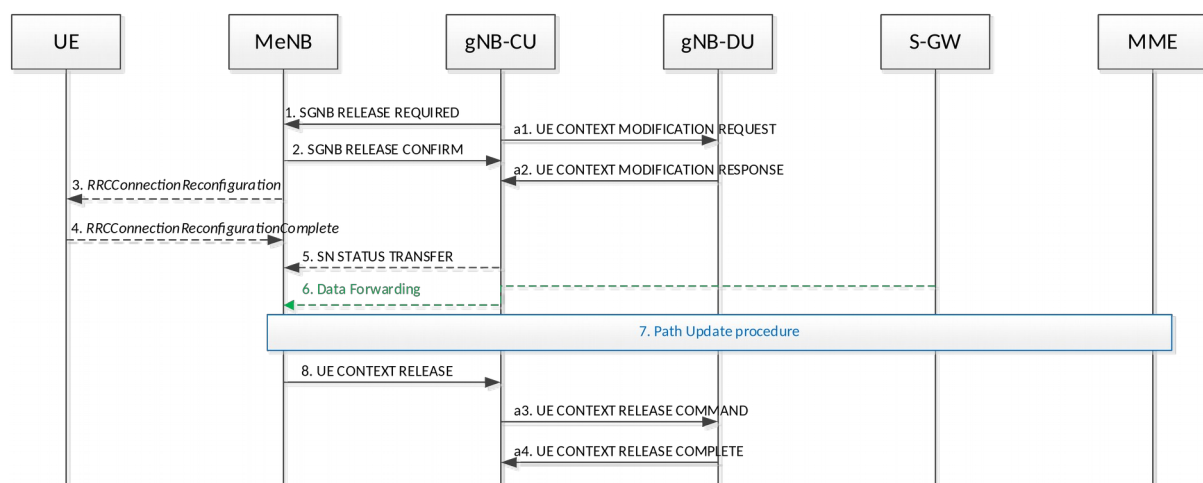 UE
MeNB
gNB-CU
gNB-DU
S-GW
MME
1. SGNB RELEASE REQUIRED
a1. UE CONTEXT MODIFICATION REQUEST
2. SGNB RELEASE CONFIRM
a2. UE CONTEXT MODIFICATION RESPONSE
3. RRCConnectionReconfiguration
4. RRCConnectionReconfigurationComplete
5. SN STATUS TRANSFER
6. Data Forwarding
7. Path Update procedure
8. UE CONTEXT RELEASE
a3. UE CONTEXT RELEASE COMMAND
a4. UE CONTEXT RELEASE COMPLETE